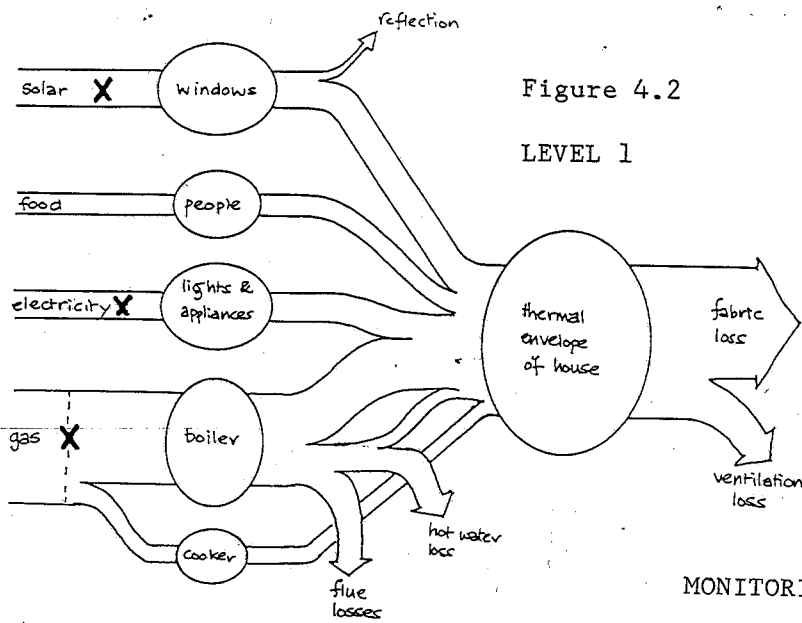 reflection
solar
windows
Figure 4.2
LEVEL 1
food
people
electricity
lights &
appliances
thermal
envelope
of house
fabric
loss
gas
boiler
ventilation
loss
hot water
loss
cooker
flue
losses
MONITORI